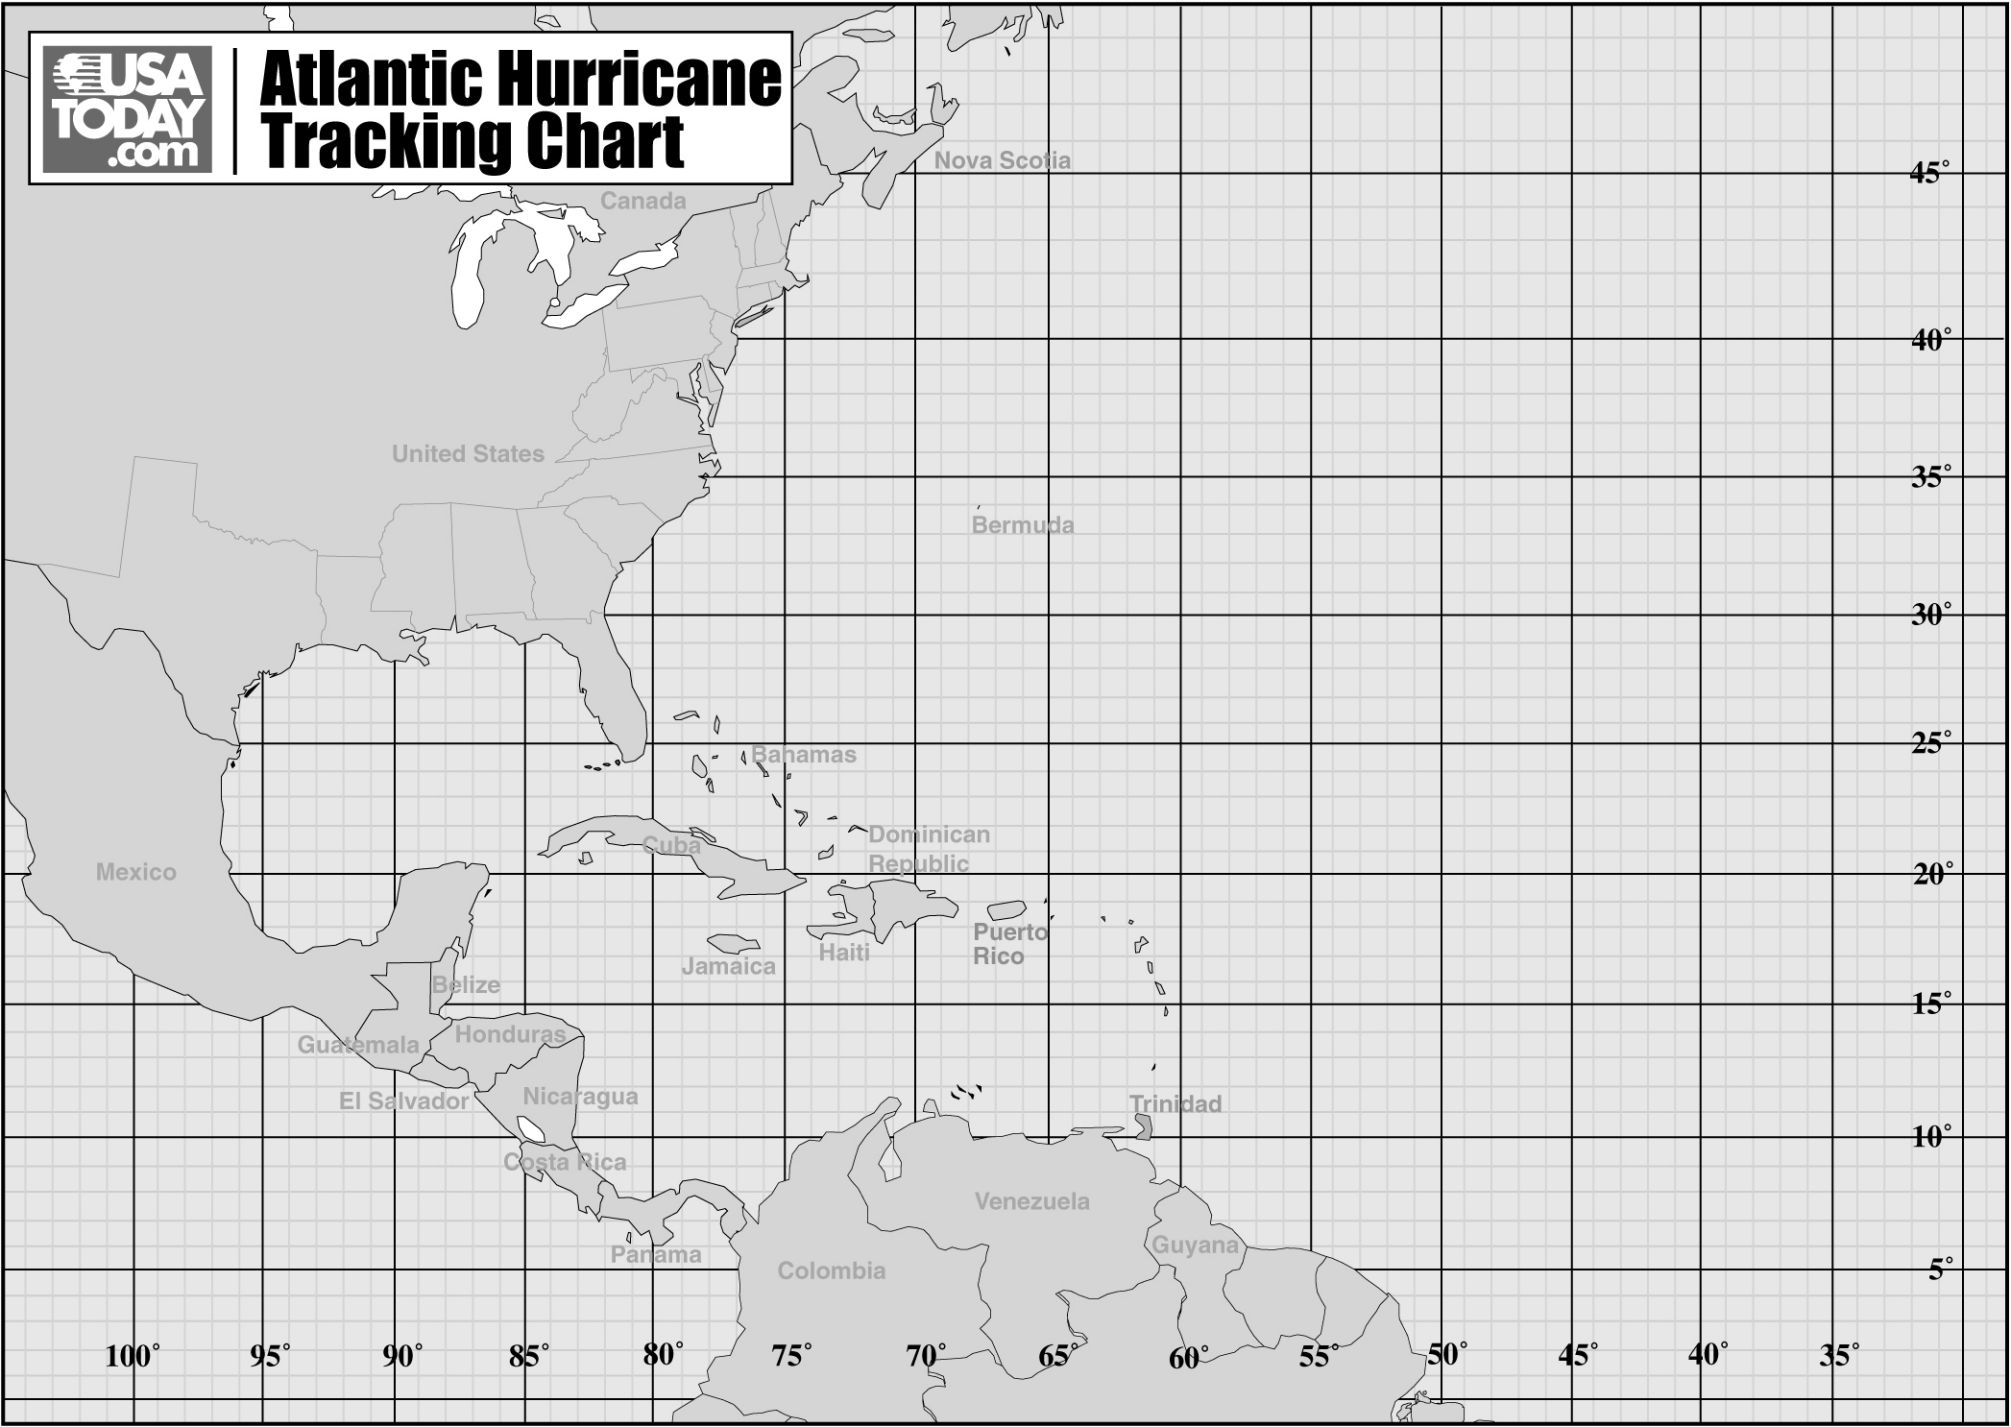 USA
TODAY
.com
Atlantic Hurricane
Tracking Chart
Nova Scotia
45°
Canada
40°
United States
35°
Bermuda
30°
25°
Bahamas
Dominican
Republic
Cuba
Mexico
20°
Puerto
Rico
Haiti
Jamaica
Belize
15°
Honduras
Guatemala
Nicaragua
El Salvador
Trinidad
10°
Costa Rica
Venezuela
Guyana
Panama
Colombia
5°
100° 95° 90° 85° 80° 75° 70° 65° 60° 55° 50° 45° 40° 35°